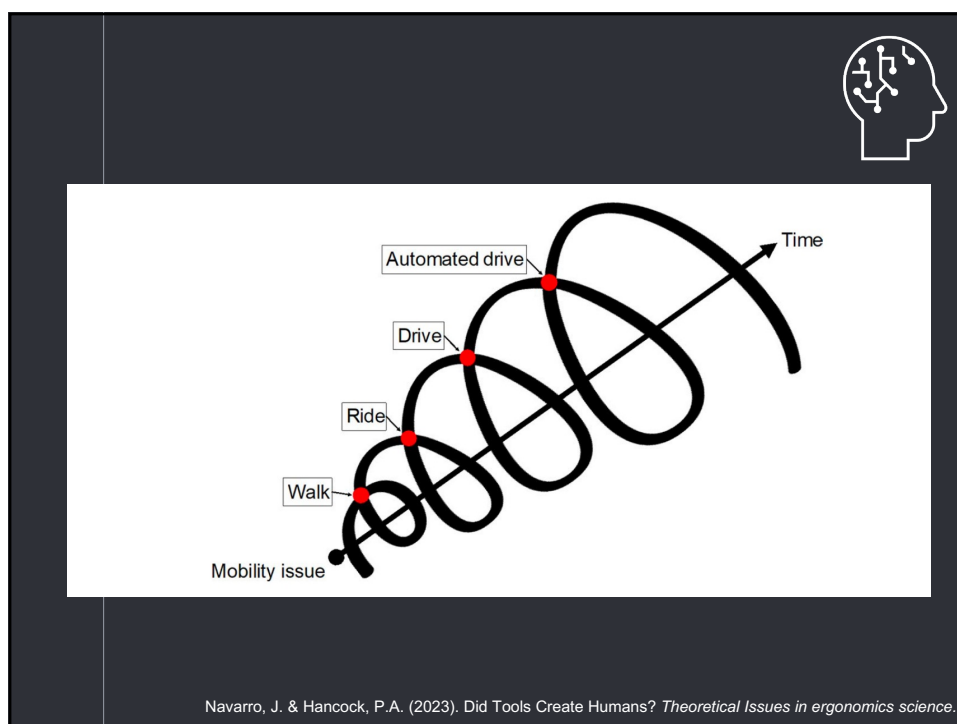 Time
Automated drive
Drive
Ride
Walk
Mobility issue
Navarro, J. & Hancock, P.A. (2023). Did Tools Create Humans? Theoretical Issues in ergonomics science.